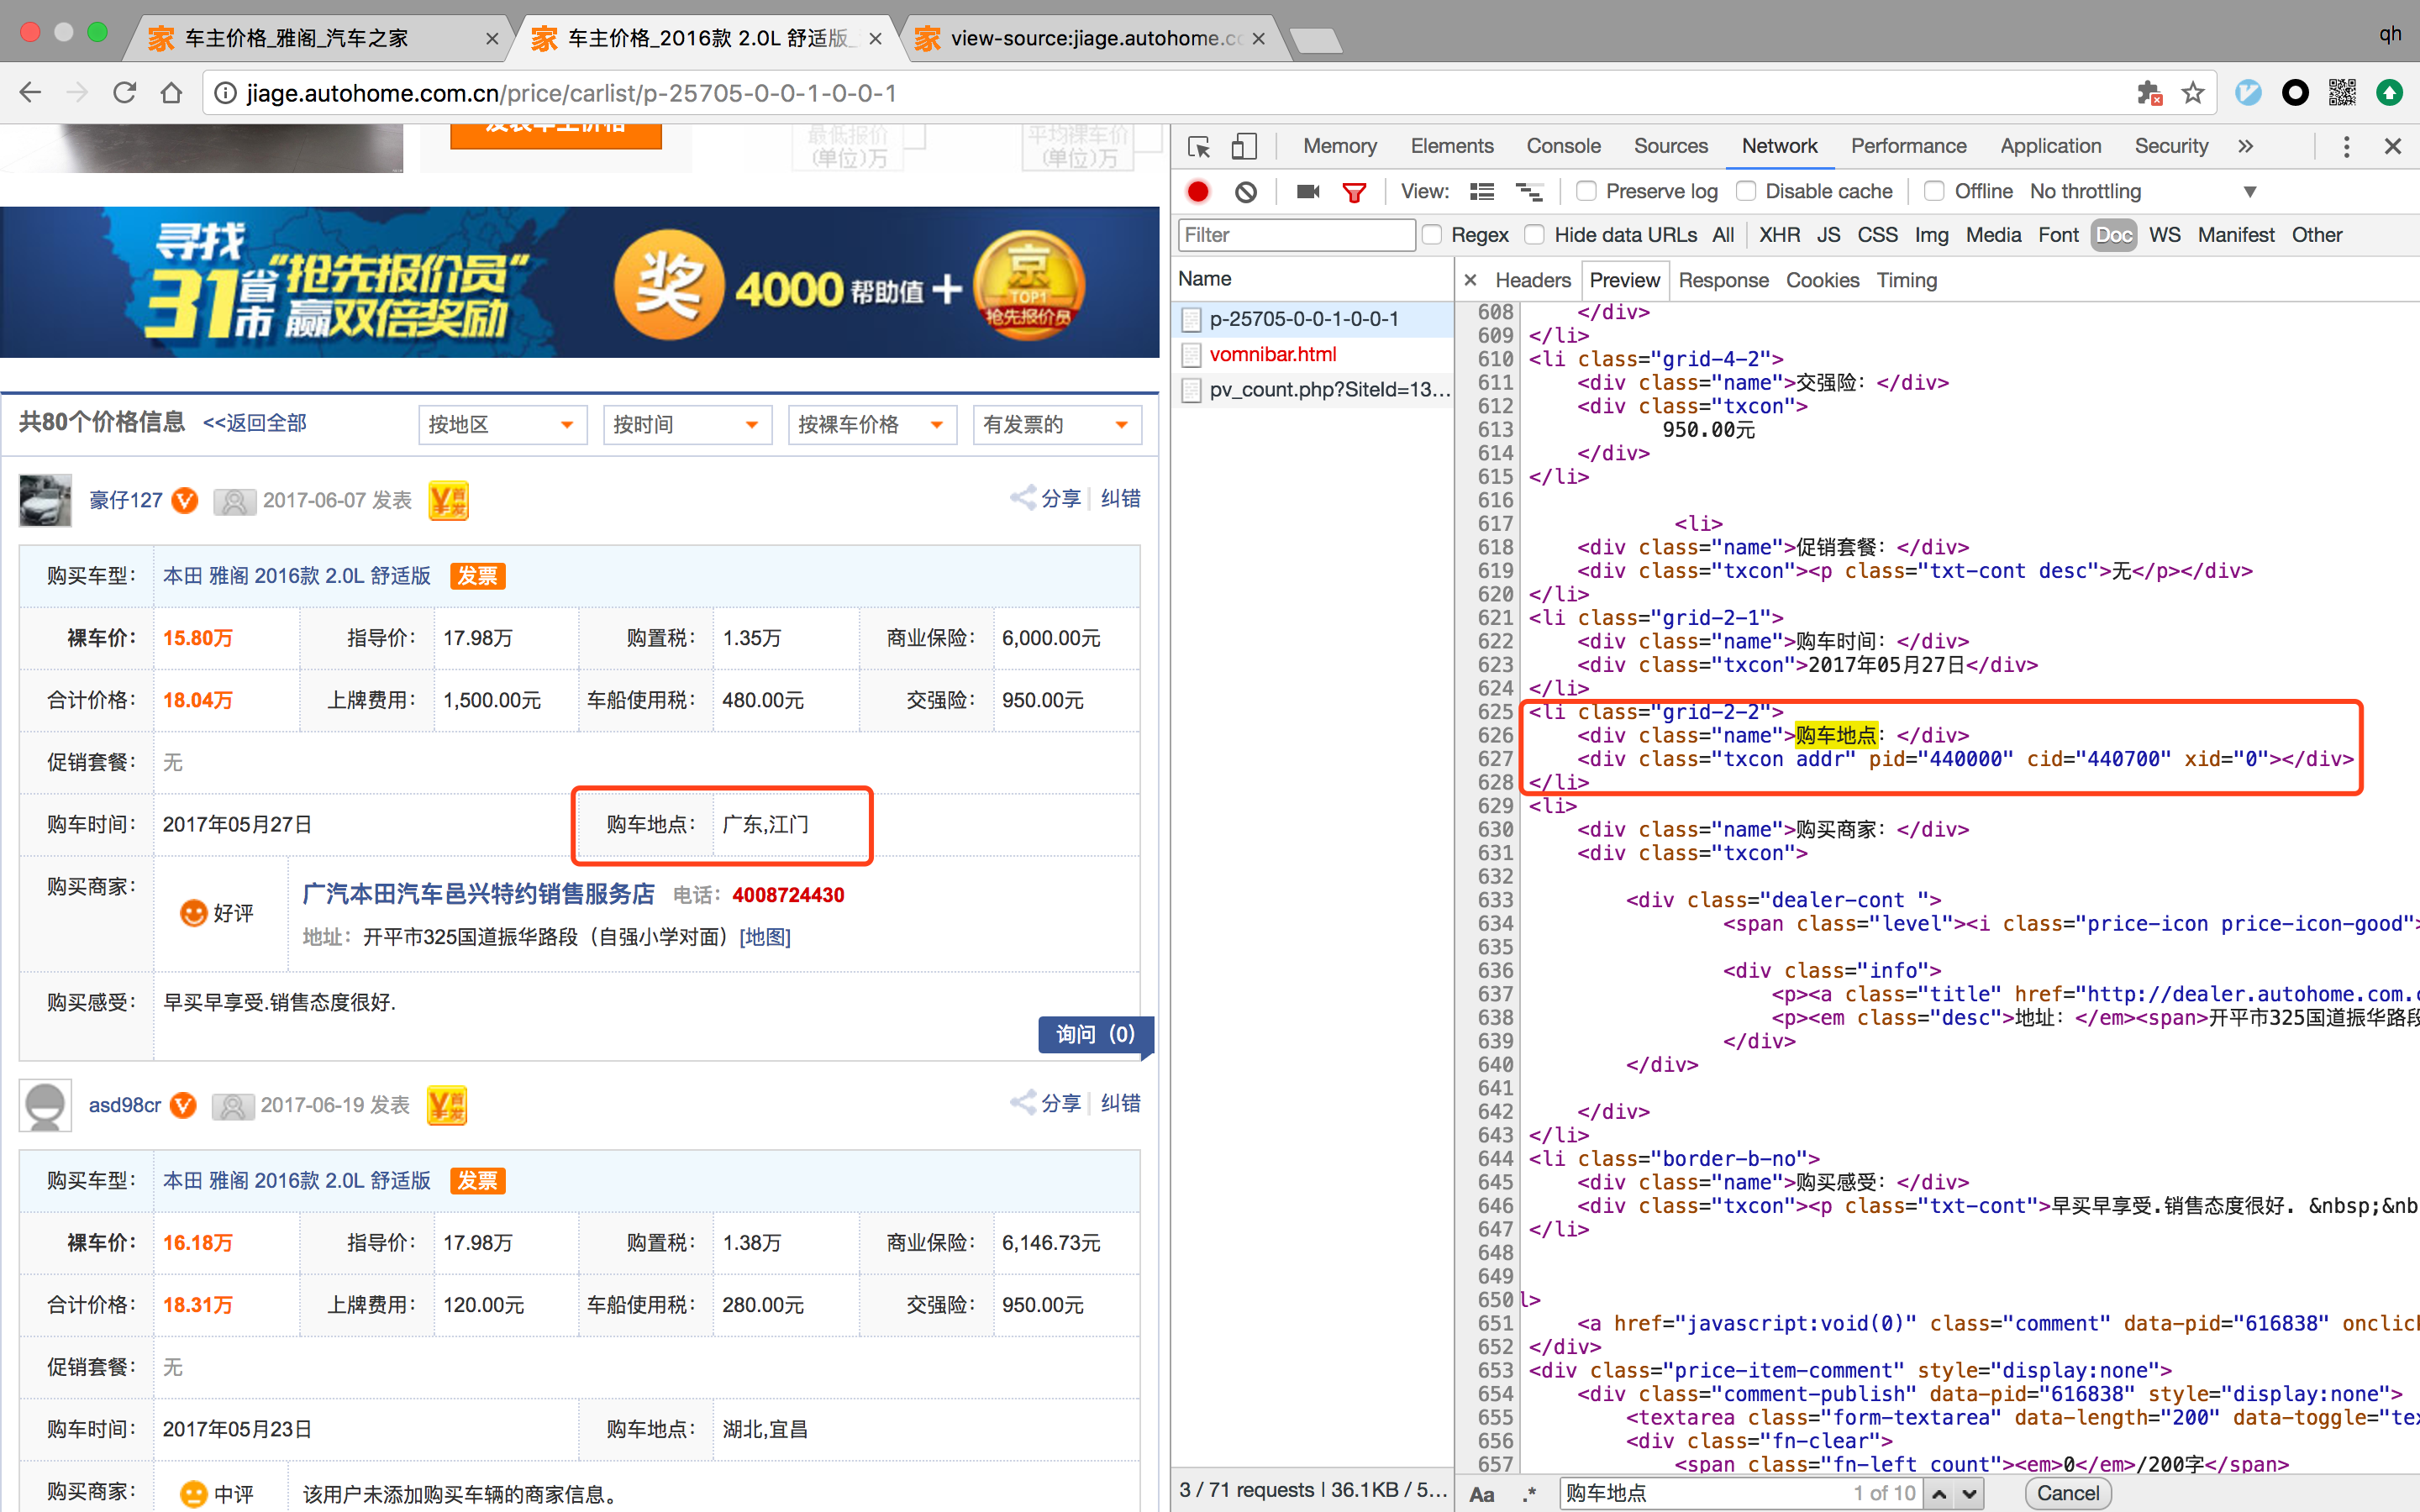 车主价格_雅阁_汽车之家
车主价格_2016款 2.0L 舒适版_
view-source:jiage.autohome.co
qh
jiage.autohome.com.cn/price/carlist/p-25705-0-0-1-0-0-1
发表车主价格
最低报价
(单位)万
平均裸车价
(单位)万
寻找
31省市
“抢先报价员”
赢双倍奖励
奖
4000 帮助值 +
京
TOP1
抢先报价员
共80个价格信息 <<返回全部 按地区 按时间 按裸车价格 有发票的
豪仔127 V 2017-06-07 发表 ¥首发 分享 纠错
购买车型： 本田 雅阁 2016款 2.0L 舒适版 发票
裸车价： 15.80万 指导价： 17.98万 购置税： 1.35万 商业保险： 6,000.00元
合计价格： 18.04万 上牌费用： 1,500.00元 车船使用税： 480.00元 交强险： 950.00元
促销套餐： 无
购车时间： 2017年05月27日 购车地点： 广东,江门
购买商家： 好评 广汽本田汽车邑兴特约销售服务店 电话： 4008724430
地址： 开平市325国道振华路段（自强小学对面）[地图]
购买感受： 早买早享受.销售态度很好.
询问 (0)
asd98cr V 2017-06-19 发表 ¥首发 分享 纠错
购买车型： 本田 雅阁 2016款 2.0L 舒适版 发票
裸车价： 16.18万 指导价： 17.98万 购置税： 1.38万 商业保险： 6,146.73元
合计价格： 18.31万 上牌费用： 120.00元 车船使用税： 280.00元 交强险： 950.00元
促销套餐： 无
购车时间： 2017年05月23日 购车地点： 湖北,宜昌
购买商家： 中评 该用户未添加购买车辆的商家信息。
Memory Elements Console Sources Network Performance Application Security »
View: Preserve log Disable cache Offline No throttling
Filter Regex Hide data URLs All XHR JS CSS Img Media Font Doc WS Manifest Other
Name
p-25705-0-0-1-0-0-1
vomnibar.html
pv_count.php?SiteId=13…
3 / 71 requests | 36.1KB / 5…
× Headers Preview Response Cookies Timing
608 </div>
609 </li>
610 <li class="grid-4-2">
611 <div class="name">交强险：</div>
612 <div class="txcon">
613 950.00元
614 </div>
615 </li>
616
617 <li>
618 <div class="name">促销套餐：</div>
619 <div class="txcon"><p class="txt-cont desc">无</p></div>
620 </li>
621 <li class="grid-2-1">
622 <div class="name">购车时间：</div>
623 <div class="txcon">2017年05月27日</div>
624 </li>
625 <li class="grid-2-2">
626 <div class="name">购车地点：</div>
627 <div class="txcon addr" pid="440000" cid="440700" xid="0"></div>
628 </li>
629 <li>
630 <div class="name">购买商家：</div>
631 <div class="txcon">
632
633 <div class="dealer-cont ">
634 <span class="level"><i class="price-icon price-icon-good">
635
636 <div class="info">
637 <p><a class="title" href="http://dealer.autohome.com.c
638 <p><em class="desc">地址：</em><span>开平市325国道振华路段
639 </div>
640 </div>
641
642 </div>
643 </li>
644 <li class="border-b-no">
645 <div class="name">购买感受：</div>
646 <div class="txcon"><p class="txt-cont">早买早享受.销售态度很好. &nbsp;&nb
647 </li>
648
649
650 l>
651 <a href="javascript:void(0)" class="comment" data-pid="616838" onclick
652 </div>
653 <div class="price-item-comment" style="display:none">
654 <div class="comment-publish" data-pid="616838" style="display:none">
655 <textarea class="form-textarea" data-length="200" data-toggle="tex
656 <div class="fn-clear">
657 <span class="fn-left count"><em>0</em>/200字</span>
Aa .* 购车地点 1 of 10 Cancel